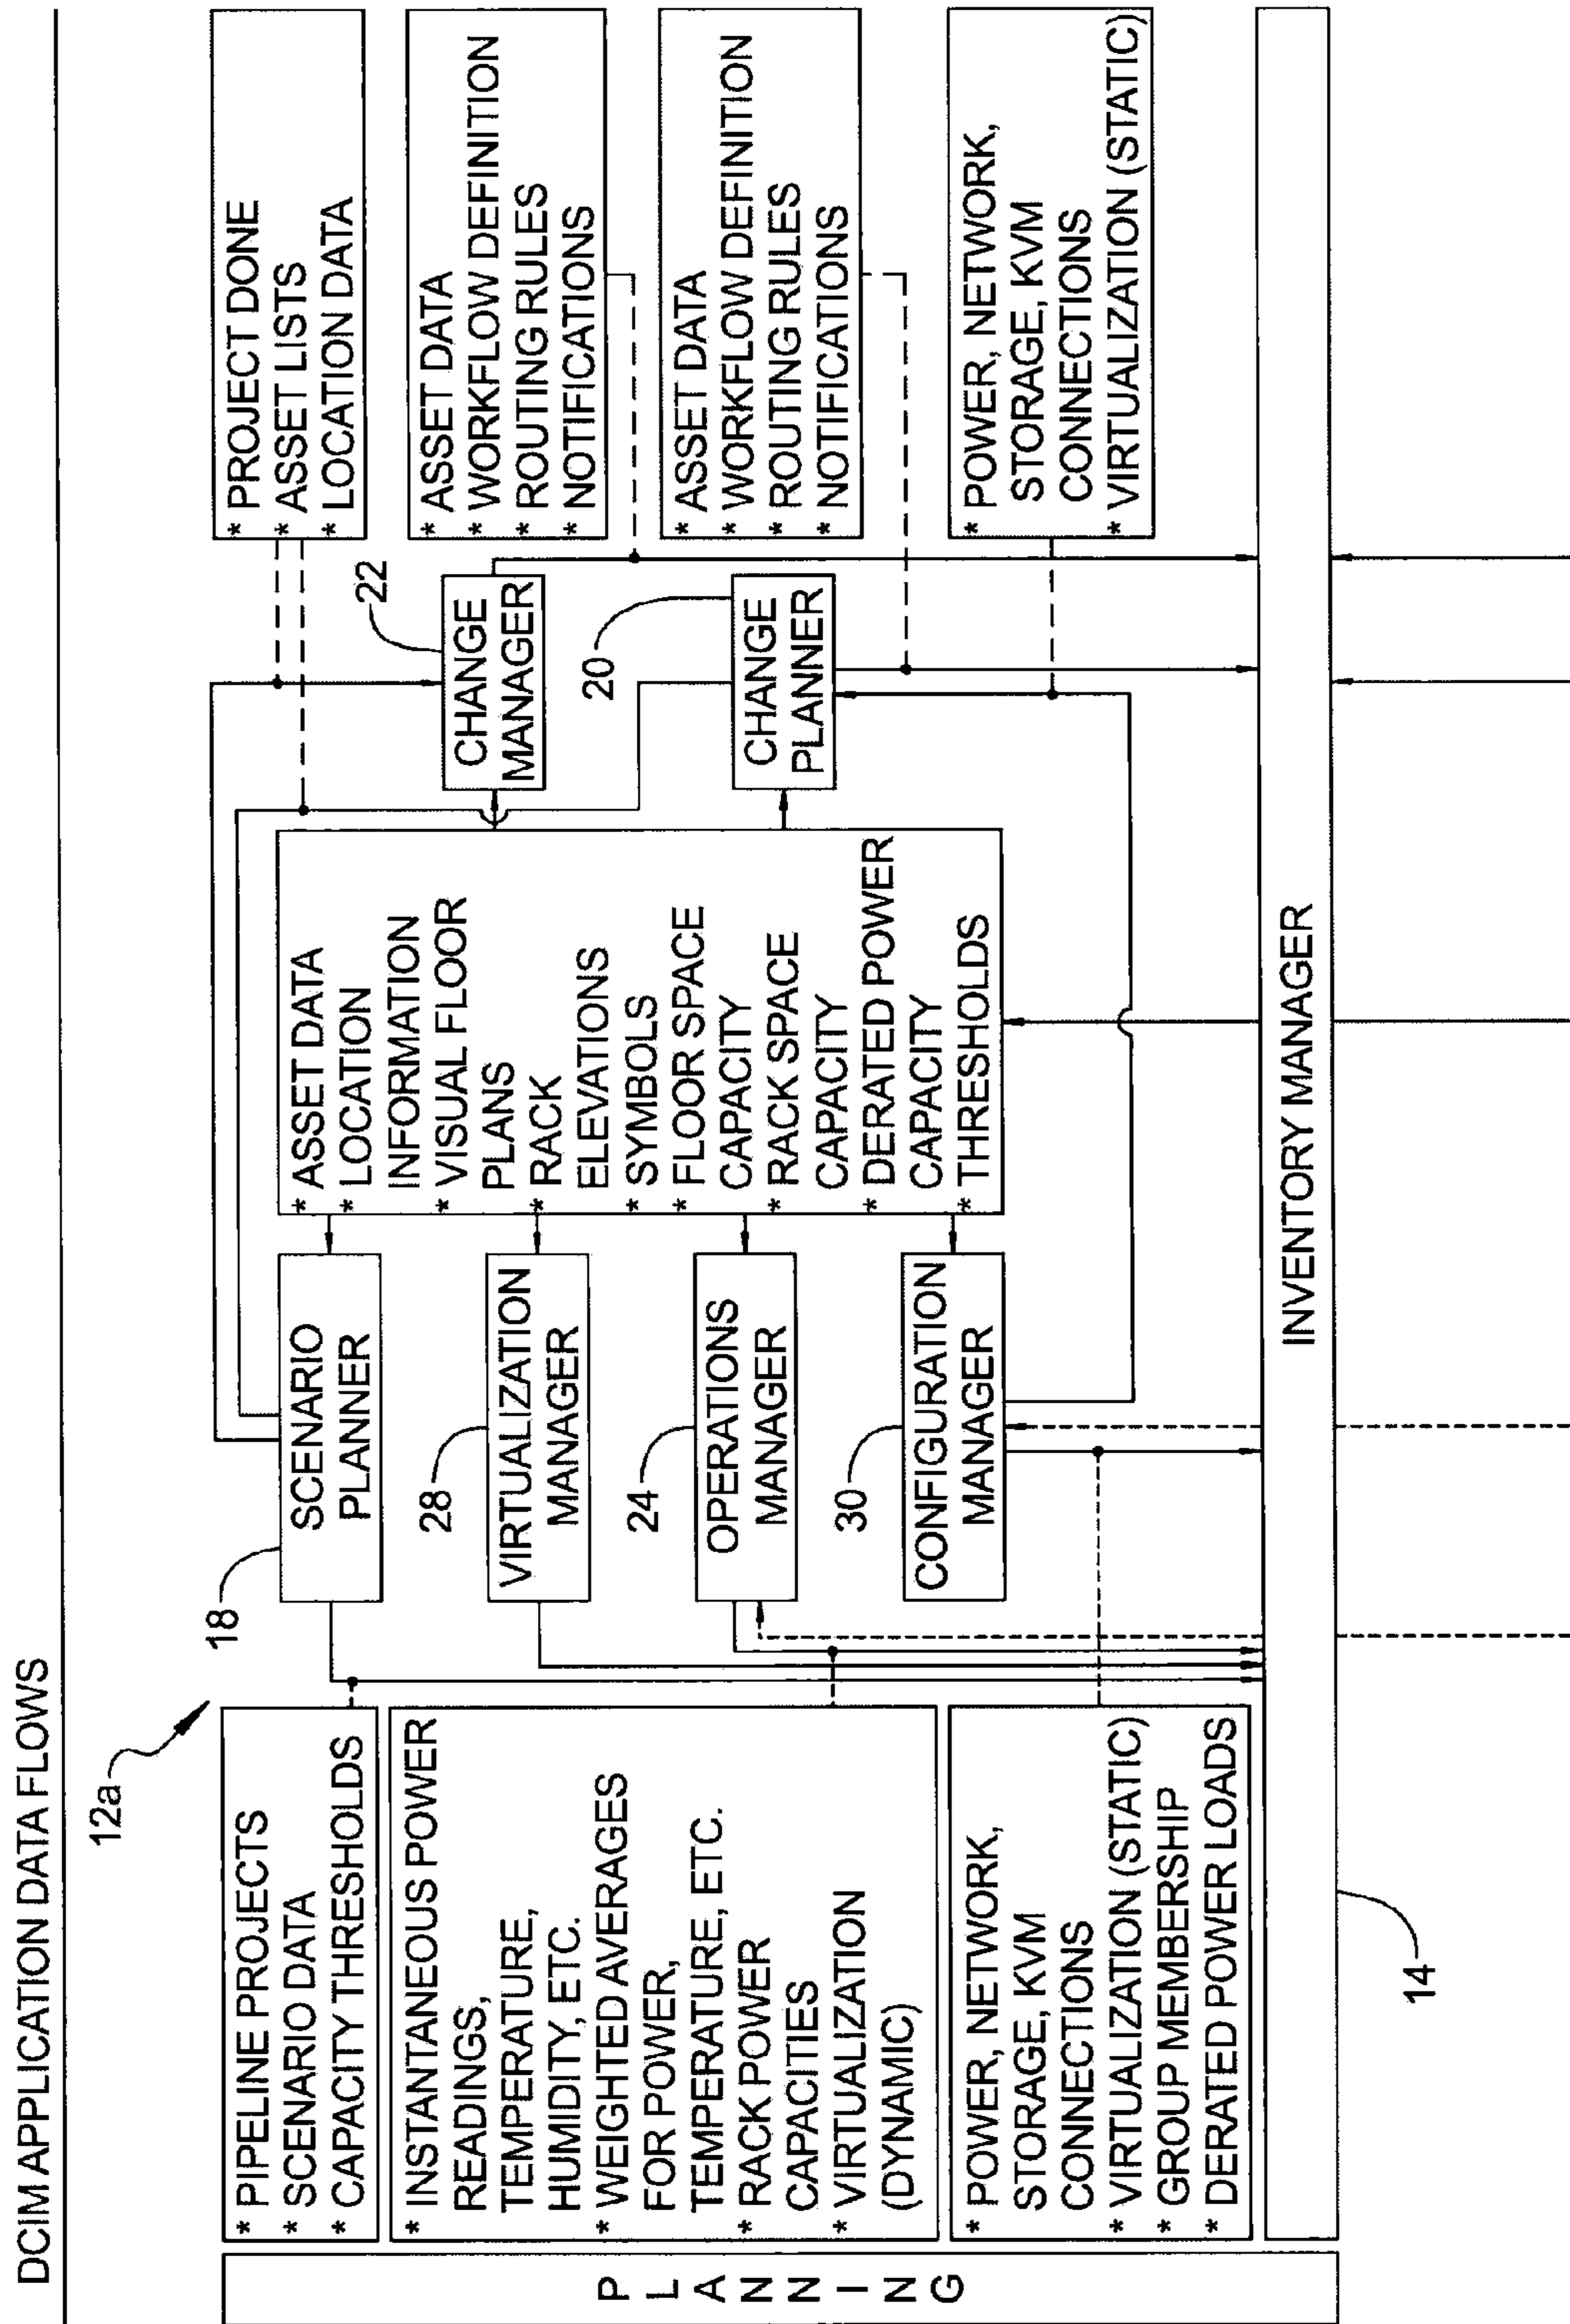 DCIM APPLICATION DATA FLOWS
12a
PLANNING
* PIPELINE PROJECTS
* SCENARIO DATA
* CAPACITY THRESHOLDS
* INSTANTANEOUS POWER
READINGS,
TEMPERATURE,
HUMIDITY, ETC.
* WEIGHTED AVERAGES
FOR POWER,
TEMPERATURE, ETC.
* RACK POWER
CAPACITIES
* VIRTUALIZATION
(DYNAMIC)
* POWER, NETWORK,
STORAGE, KVM
CONNECTIONS
* VIRTUALIZATION (STATIC)
* GROUP MEMBERSHIP
* DERATED POWER LOADS
18
SCENARIO
PLANNER
28
VIRTUALIZATION
MANAGER
24
OPERATIONS
MANAGER
30
CONFIGURATION
MANAGER
* ASSET DATA
* LOCATION
INFORMATION
* VISUAL FLOOR
PLANS
* RACK
ELEVATIONS
* SYMBOLS
* FLOOR SPACE
CAPACITY
* RACK SPACE
CAPACITY
* DERATED POWER
CAPACITY
* THRESHOLDS
22
CHANGE
MANAGER
20
CHANGE
PLANNER
* PROJECT DONE
* ASSET LISTS
* LOCATION DATA
* ASSET DATA
* WORKFLOW DEFINITION
* ROUTING RULES
* NOTIFICATIONS
* ASSET DATA
* WORKFLOW DEFINITION
* ROUTING RULES
* NOTIFICATIONS
* POWER, NETWORK,
STORAGE, KVM
CONNECTIONS
* VIRTUALIZATION (STATIC)
INVENTORY MANAGER
14